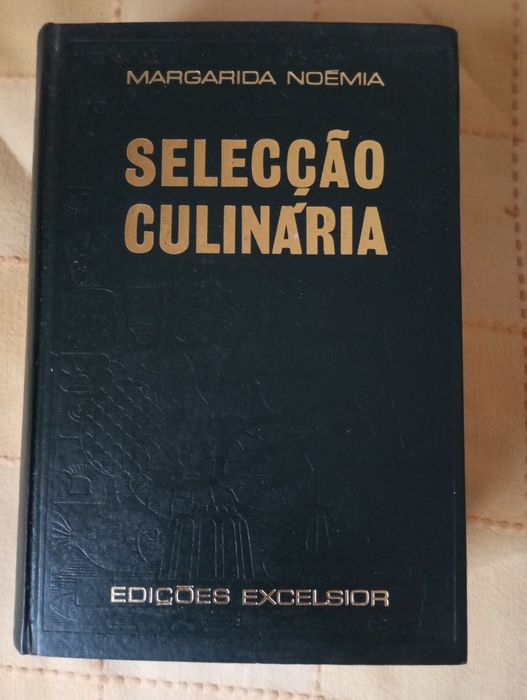 MARGARIDA NOÉMIA
SELECÇÃO
CULINÁRIA
EDIÇÕES EXCELSIOR